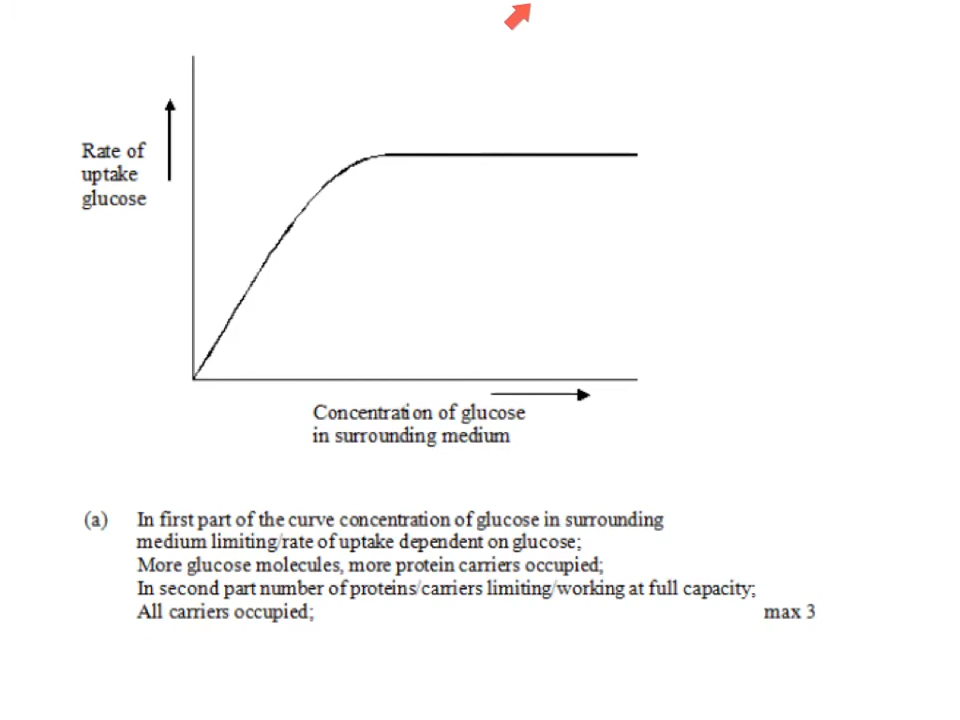 Rate of
uptake
glucose
Concentration of glucose
in surrounding medium
(a) In first part of the curve concentration of glucose in surrounding
medium limiting/rate of uptake dependent on glucose;
More glucose molecules, more protein carriers occupied;
In second part number of proteins/carriers limiting/working at full capacity;
All carriers occupied; max 3